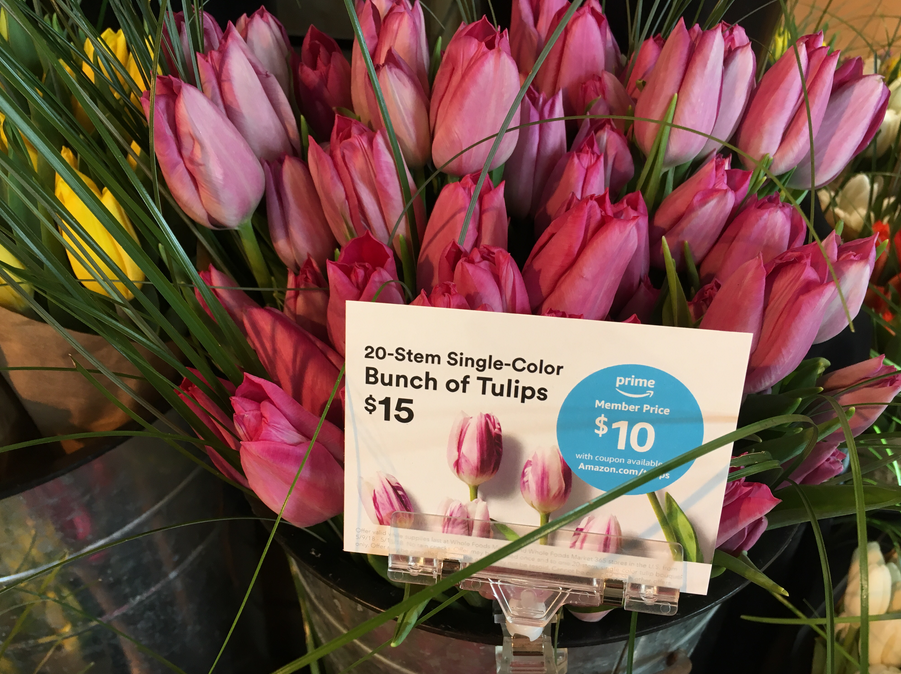 20-Stem Single-Color
Bunch of Tulips
$15
prime
Member Price
$10
with coupon available
Amazon.com/